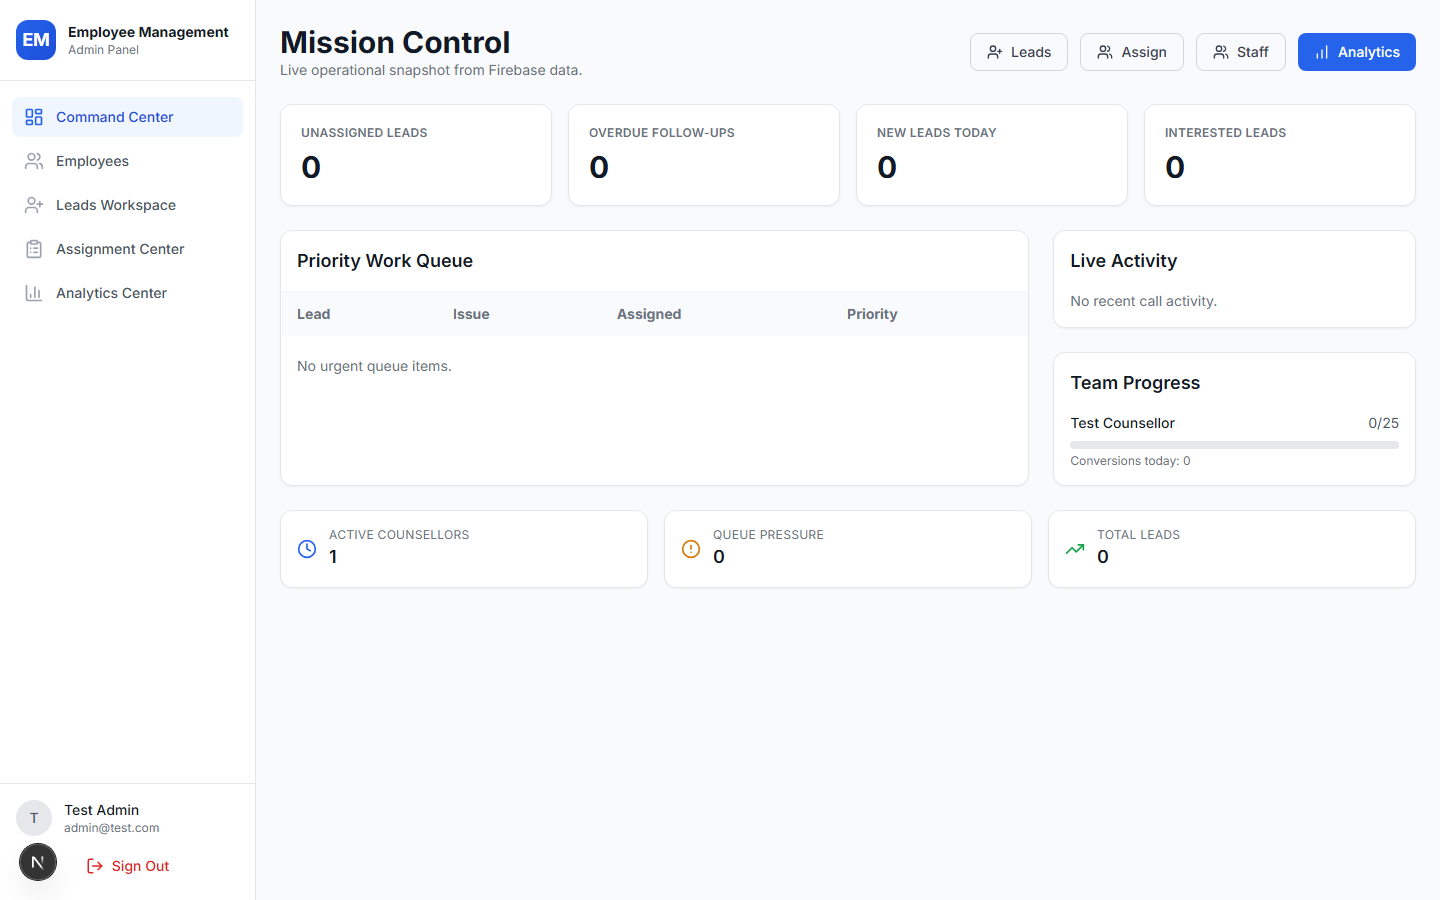 EM
Employee Management
Admin Panel
Command Center
Employees
Leads Workspace
Assignment Center
Analytics Center
T
Test Admin
admin@test.com
N
Sign Out
Mission Control
Live operational snapshot from Firebase data.
Leads
Assign
Staff
Analytics
UNASSIGNED LEADS
0
OVERDUE FOLLOW-UPS
0
NEW LEADS TODAY
0
INTERESTED LEADS
0
Priority Work Queue
Lead Issue Assigned Priority
No urgent queue items.
Live Activity
No recent call activity.
Team Progress
Test Counsellor 0/25
Conversions today: 0
ACTIVE COUNSELLORS
1
QUEUE PRESSURE
0
TOTAL LEADS
0